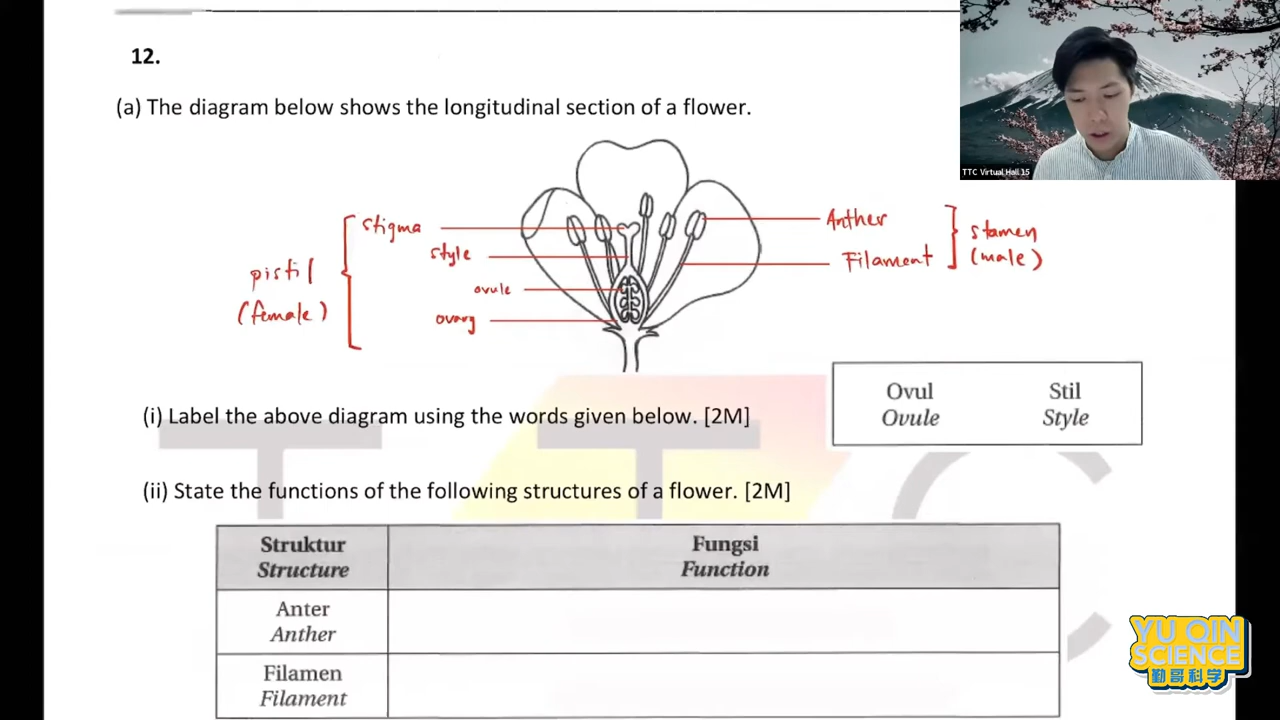 12.
(a) The diagram below shows the longitudinal section of a flower.
TTC Virtual Hall 15
stigma
style
ovule
ovary
pistil
(female)
Anther
Filament
stamen
(male)
Ovul Stil
Ovule Style
(i) Label the above diagram using the words given below. [2M]
(ii) State the functions of the following structures of a flower. [2M]
Struktur Fungsi
Structure Function
Anter
Anther
Filamen
Filament
TTC
YU QIN
SCIENCE
勤哥科学